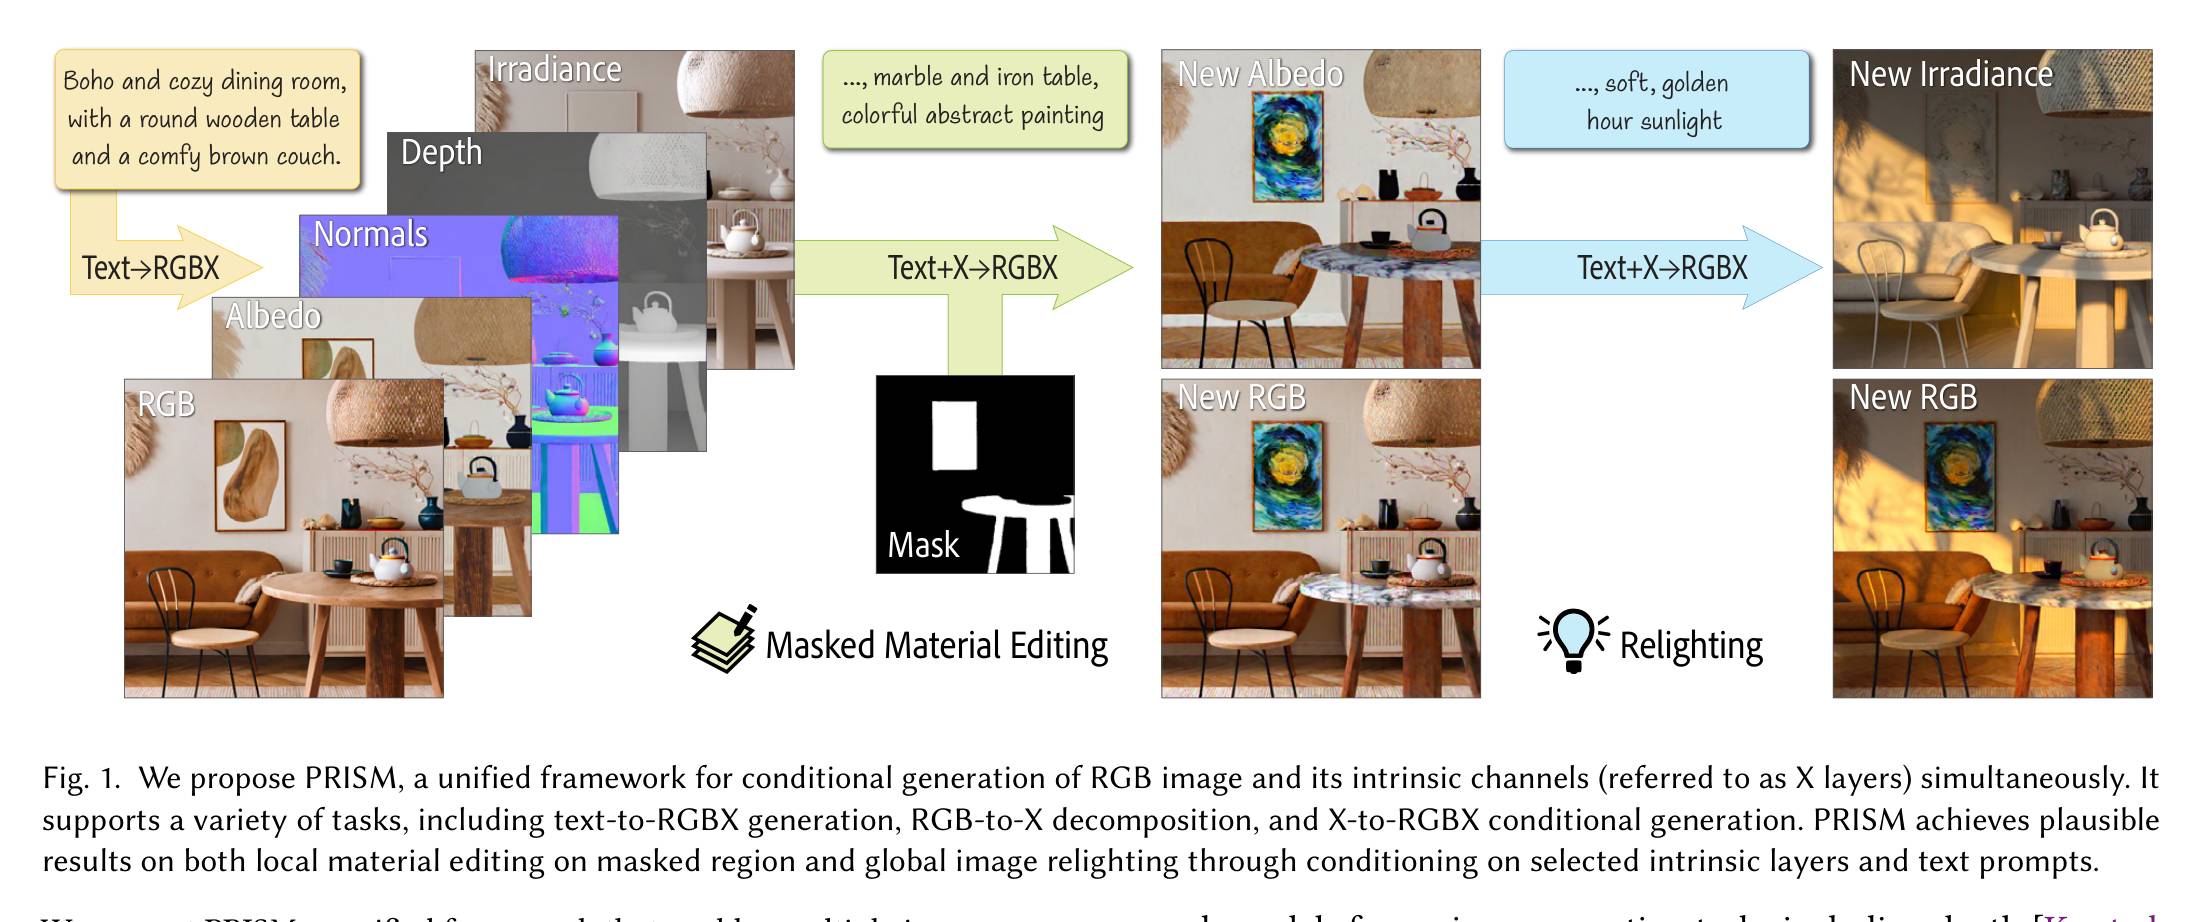 Boho and cozy dining room,
with a round wooden table
and a comfy brown couch.
Text→RGBX
Irradiance
Depth
Normals
Albedo
RGB
..., marble and iron table,
colorful abstract painting
Text+X→RGBX
Mask
Masked Material Editing
New Albedo
New RGB
..., soft, golden
hour sunlight
Text+X→RGBX
Relighting
New Irradiance
New RGB
Fig. 1. We propose PRISM, a unified framework for conditional generation of RGB image and its intrinsic channels (referred to as X layers) simultaneously. It
supports a variety of tasks, including text-to-RGBX generation, RGB-to-X decomposition, and X-to-RGBX conditional generation. PRISM achieves plausible
results on both local material editing on masked region and global image relighting through conditioning on selected intrinsic layers and text prompts.